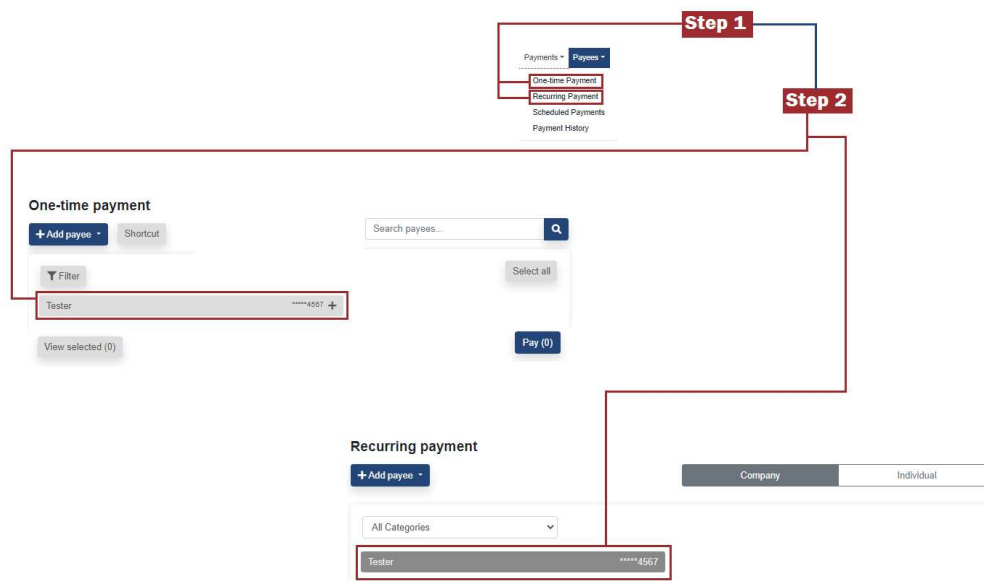 Step 1
Payments Payees
One-time Payment
Recurring Payment
Scheduled Payments
Payment History
Step 2
One-time payment
+ Add payee Shortcut
Search payees...
Filter
Select all
Tester *****4567 +
View selected (0)
Pay (0)
Recurring payment
+ Add payee
Company Individual
All Categories
Tester *****4567